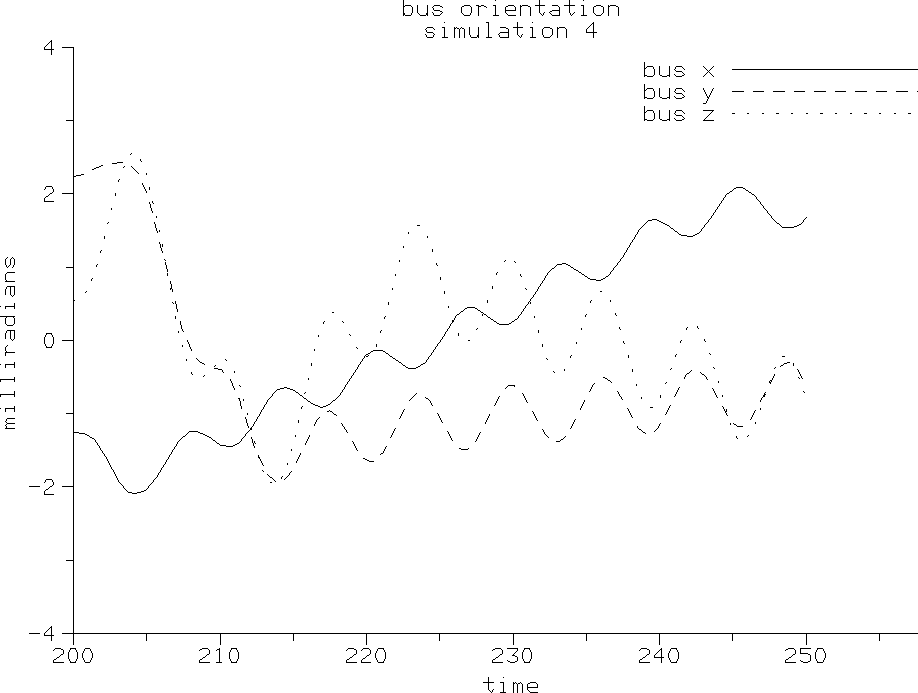 bus orientation
simulation 4
bus x
bus y
bus z
milliradians
4
2
0
-2
-4
200 210 220 230 240 250
time